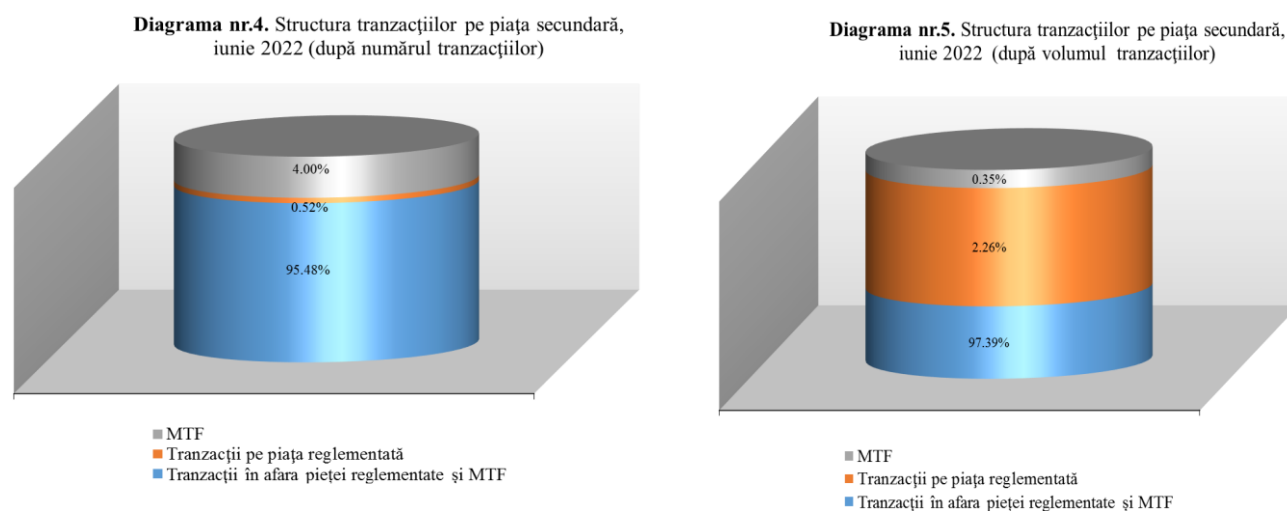 Diagrama nr.4. Structura tranzacţiilor pe piaţa secundară,
iunie 2022 (după numărul tranzacţiilor)
4.00%
0.52%
95.48%
MTF
Tranzacţii pe piaţa reglementată
Tranzacţii în afara pieţei reglementate şi MTF
Diagrama nr.5. Structura tranzacţiilor pe piaţa secundară,
iunie 2022 (după volumul tranzacţiilor)
0.35%
2.26%
97.39%
MTF
Tranzacţii pe piaţa reglementată
Tranzacţii în afara pieţei reglementate şi MTF